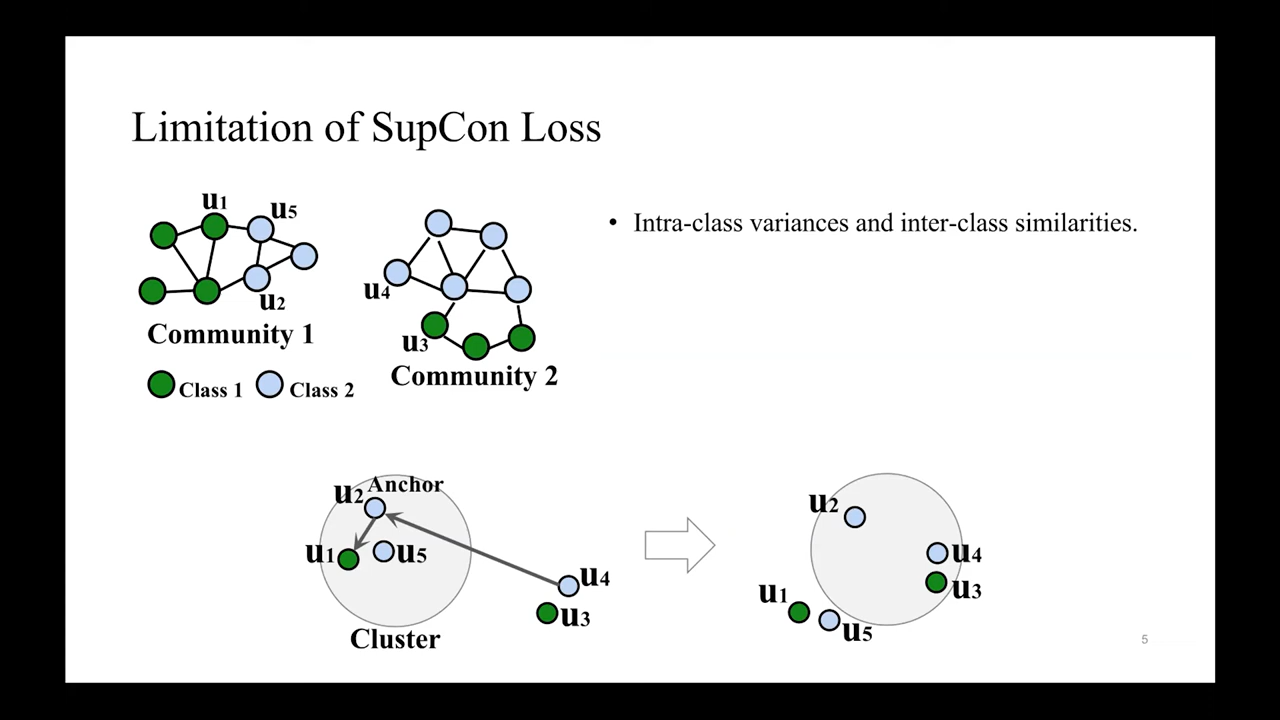 Limitation of SupCon Loss
u1
u5
u2
Community 1
Class 1
Class 2
u4
u3
Community 2
• Intra-class variances and inter-class similarities.
u2 Anchor
u1
u5
u4
u3
Cluster
u2
u4
u3
u1
u5
5